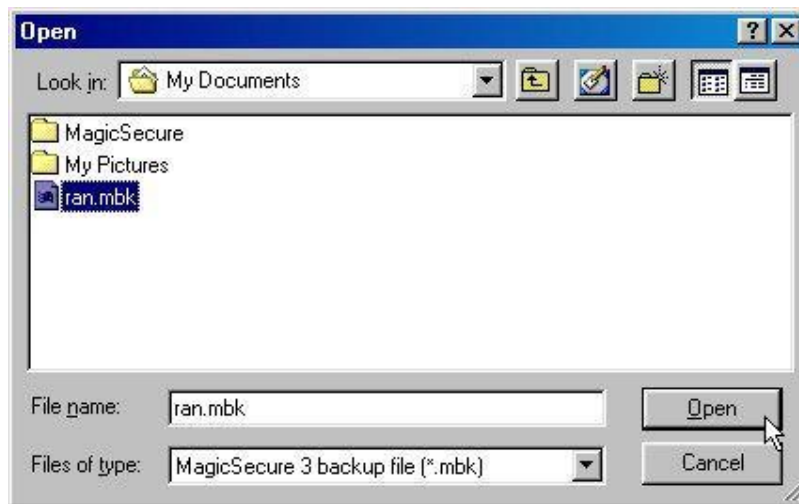 Open
Look in: My Documents
MagicSecure
My Pictures
ran.mbk
File name: ran.mbk Open
Files of type: MagicSecure 3 backup file (*.mbk) Cancel